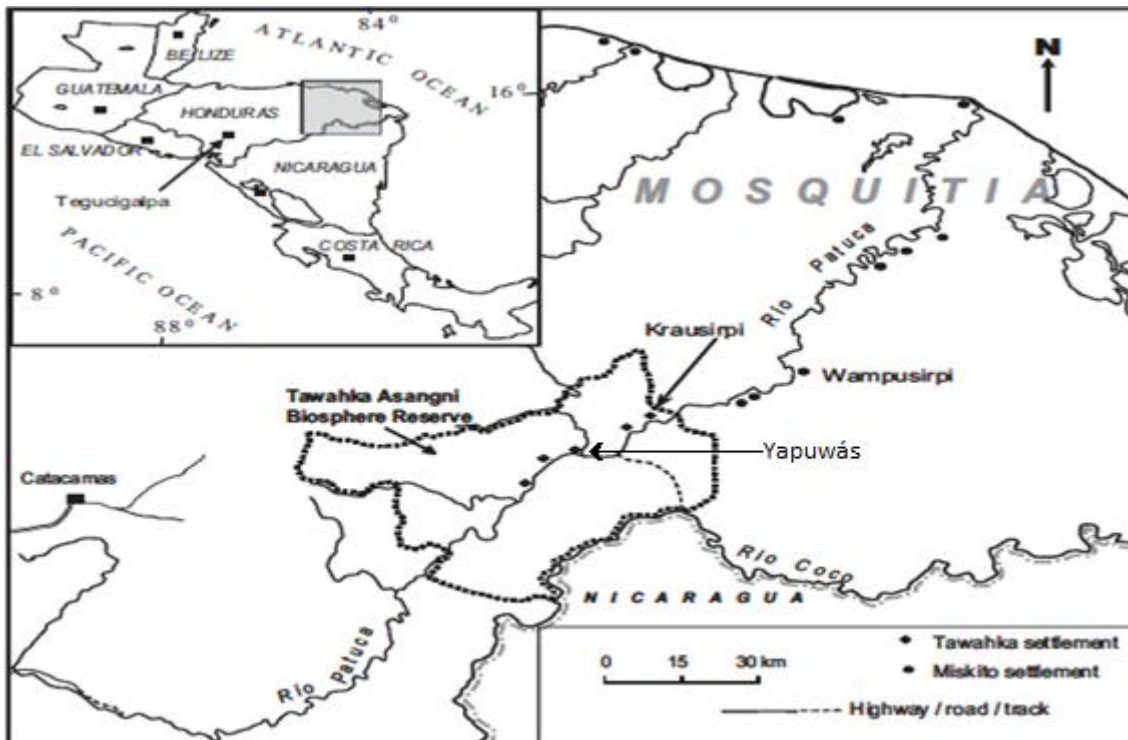 84°
ATLANTIC OCEAN
BELIZE
16°
GUATEMALA
HONDURAS
EL SALVADOR
NICARAGUA
Tegucigalpa
COSTA RICA
PACIFIC OCEAN
8°
88°
N
MOSQUITIA
Río Patuca
Krausirpi
Wampusirpi
Tawahka Asangni
Biosphere Reserve
Yapuwás
Catacamas
Río Coco
NICARAGUA
Río Patuca
0 15 30 km
Tawahka settlement
Miskito settlement
Highway / road / track